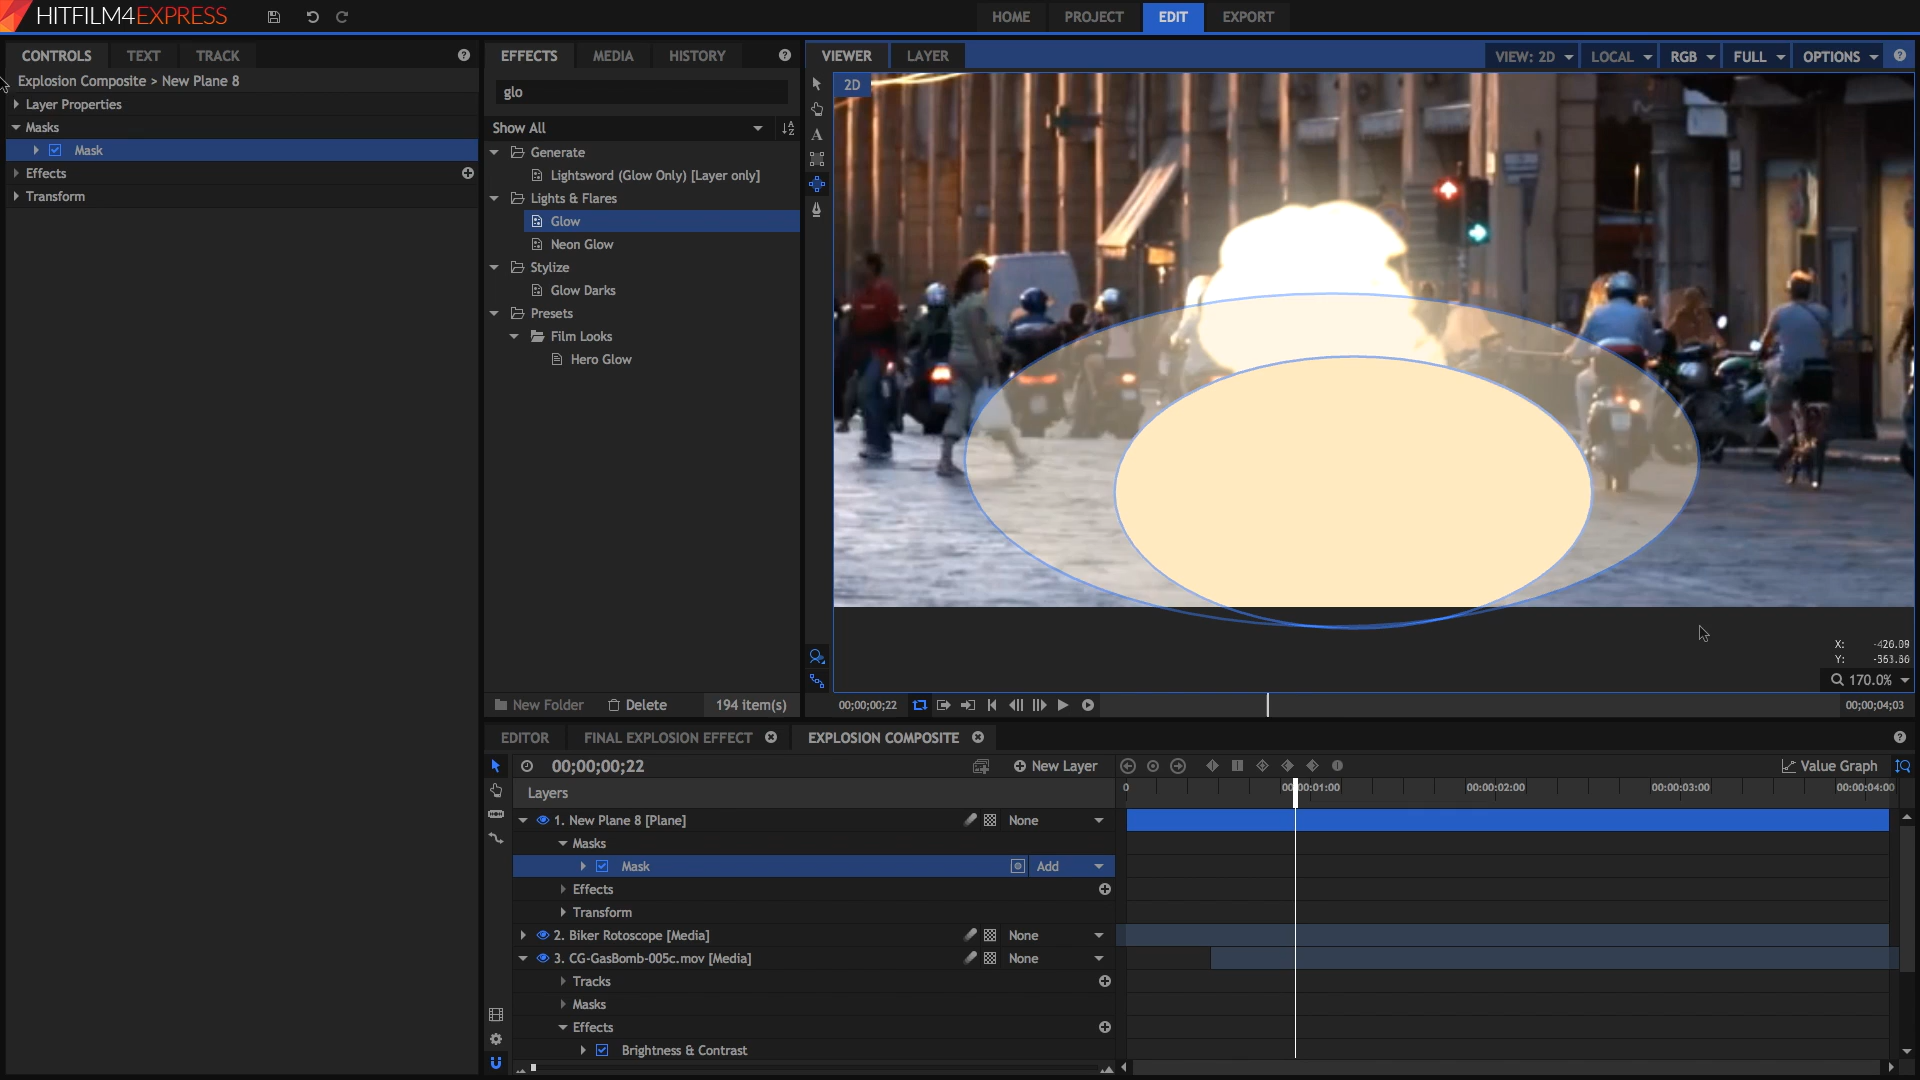 HITFILM4EXPRESS
HOME PROJECT EDIT EXPORT
CONTROLS TEXT TRACK
Explosion Composite > New Plane 8
Layer Properties
Masks
Mask
Effects
Transform
EFFECTS MEDIA HISTORY
glo
Show All
Generate
Lightsword (Glow Only) [Layer only]
Lights & Flares
Glow
Neon Glow
Stylize
Glow Darks
Presets
Film Looks
Hero Glow
New Folder Delete 194 item(s)
VIEWER LAYER
VIEW: 2D LOCAL RGB FULL OPTIONS
2D
X: -426.09
Y: -363.86
170.0%
00;00;00;22
00;00;04;03
EDITOR FINAL EXPLOSION EFFECT EXPLOSION COMPOSITE
00;00;00;22
New Layer
Value Graph
Layers
0 00:00:01:00 00:00:02:00 00:00:03:00 00:00:04:00
1. New Plane 8 [Plane] None
Masks
Mask Add
Effects
Transform
2. Biker Rotoscope [Media] None
3. CG-GasBomb-005c.mov [Media] None
Tracks
Masks
Effects
Brightness & Contrast